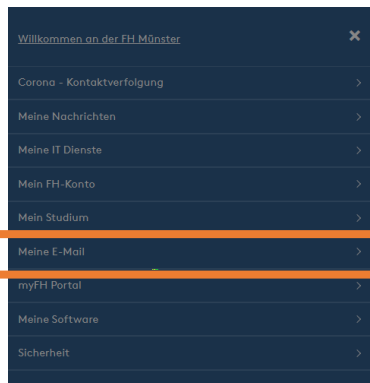 Willkommen an der FH Münster
Corona - Kontaktverfolgung
Meine Nachrichten
Meine IT Dienste
Mein FH-Konto
Mein Studium
Meine E-Mail
myFH Portal
Meine Software
Sicherheit